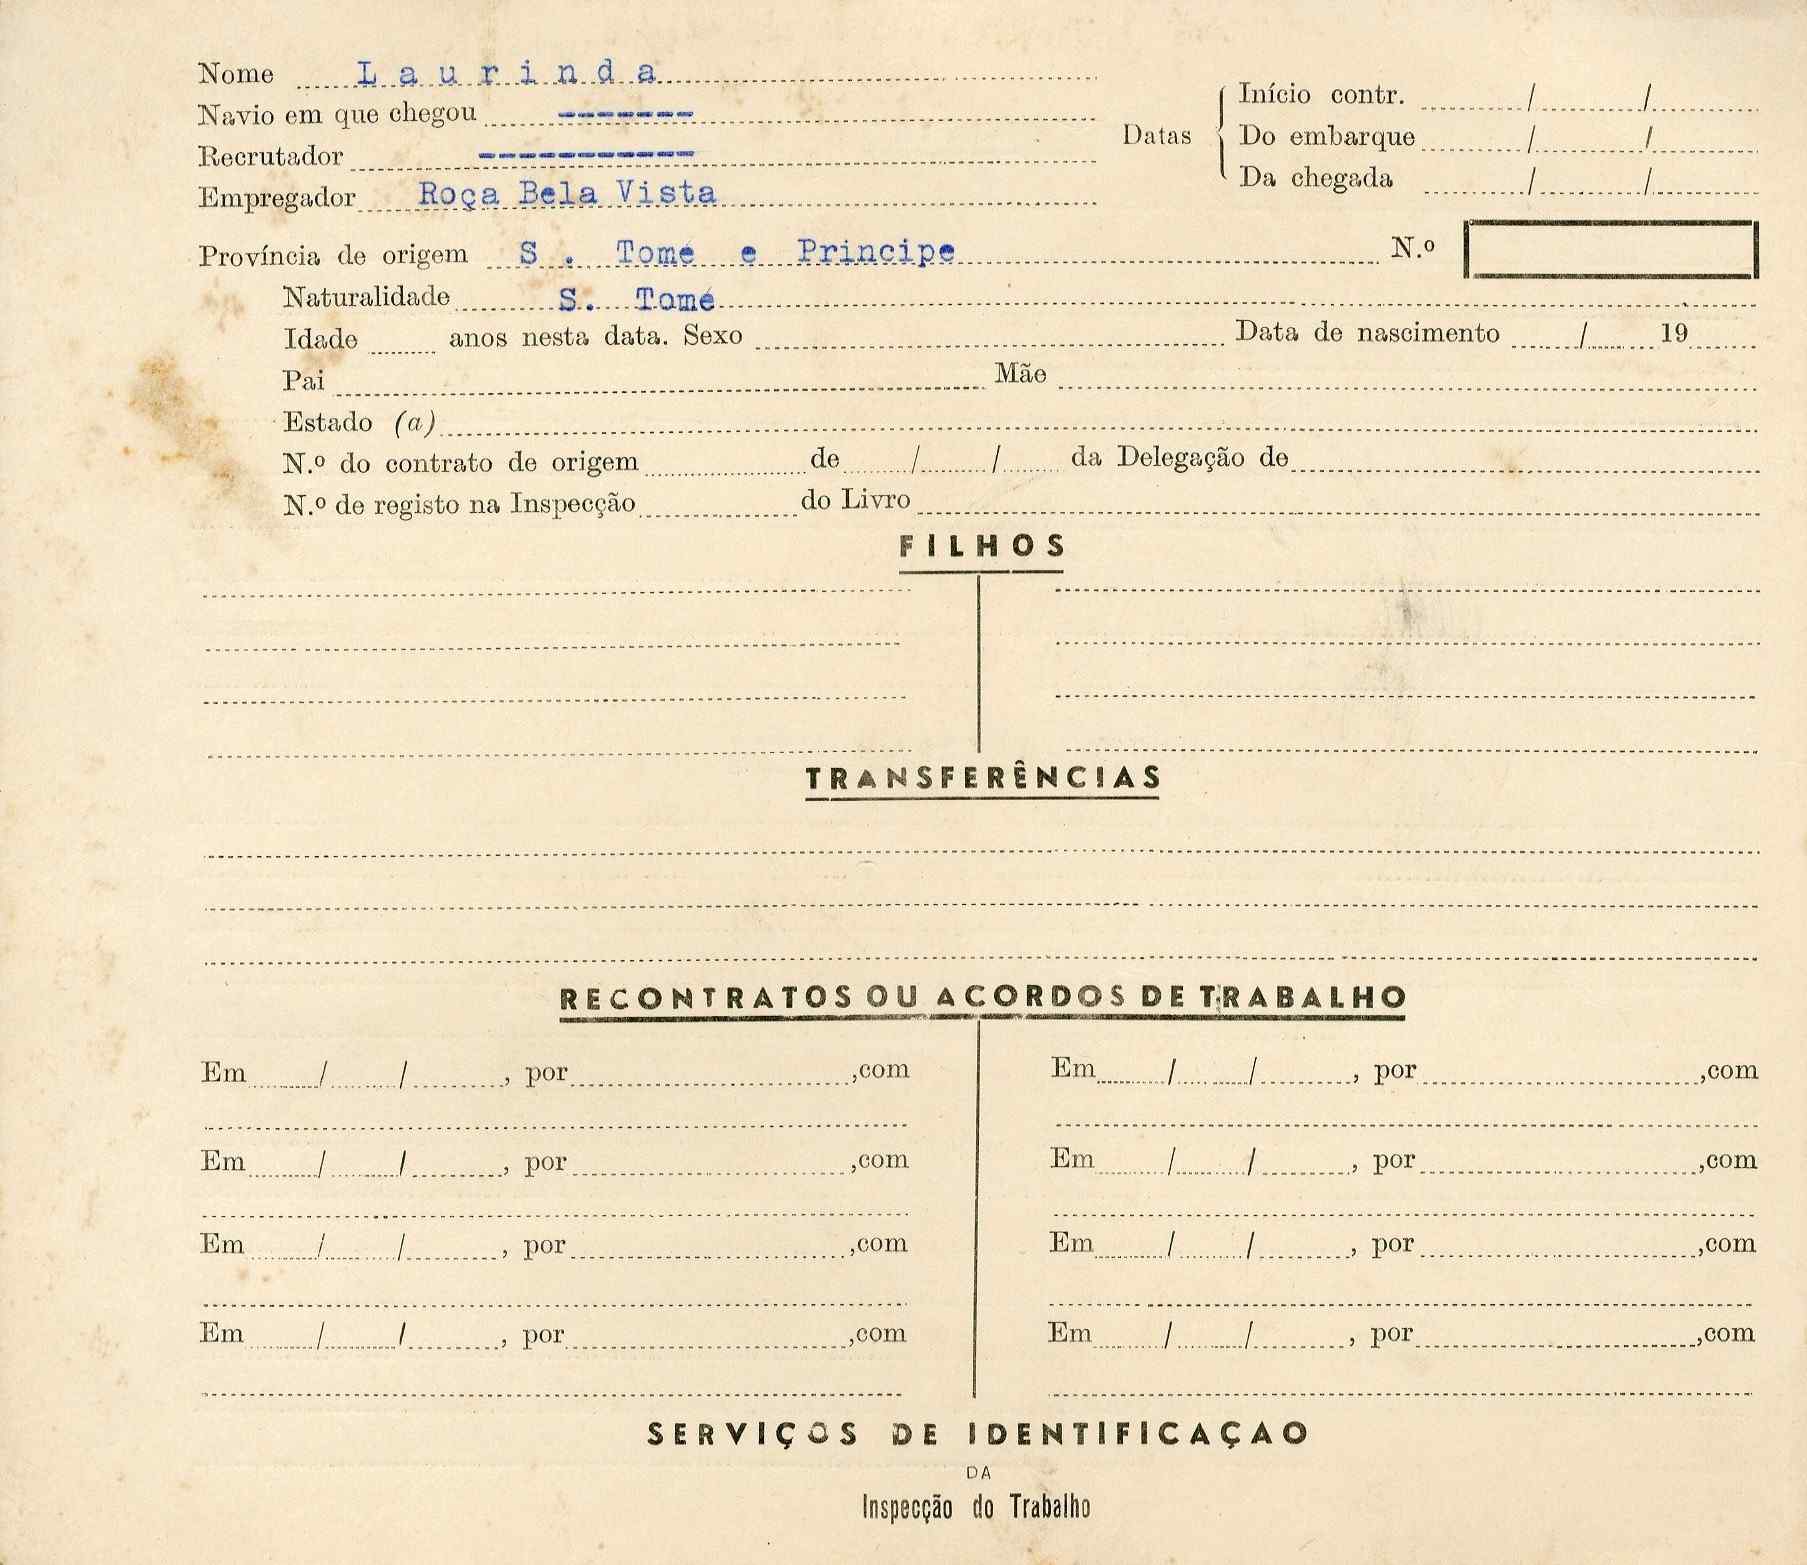 Nome L a u r i n d a
Navio em que chegou -------
Recrutador -----------
Empregador Roça Bela Vista
Datas
Início contr. / /
Do embarque / /
Da chegada / /
Província de origem S . Tomé e Principe N.º
Naturalidade S. Tomé
Idade anos nesta data. Sexo Data de nascimento / 19
Pai Mãe
Estado (a)
N.º do contrato de origem de / / da Delegação de
N.º de registo na Inspecção do Livro
FILHOS
TRANSFERÊNCIAS
RECONTRATOS OU ACORDOS DE TRABALHO
Em / / , por ,com
Em / / , por ,com
Em / / , por ,com
Em / / , por ,com
Em / / , por ,com
Em / / , por ,com
Em / / , por ,com
Em / / , por ,com
SERVIÇOS DE IDENTIFICAÇAO
DA
Inspecção do Trabalho